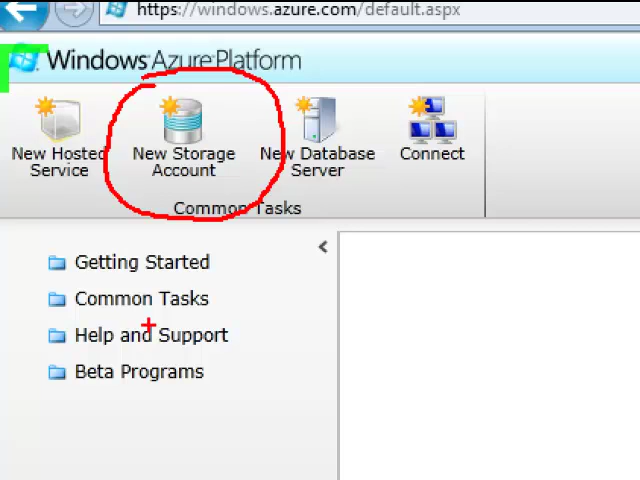 https://windows.azure.com/default.aspx
Windows Azure Platform
New Hosted Service
New Storage Account
New Database Server
Connect
Common Tasks
Getting Started
Common Tasks
Help and Support
Beta Programs